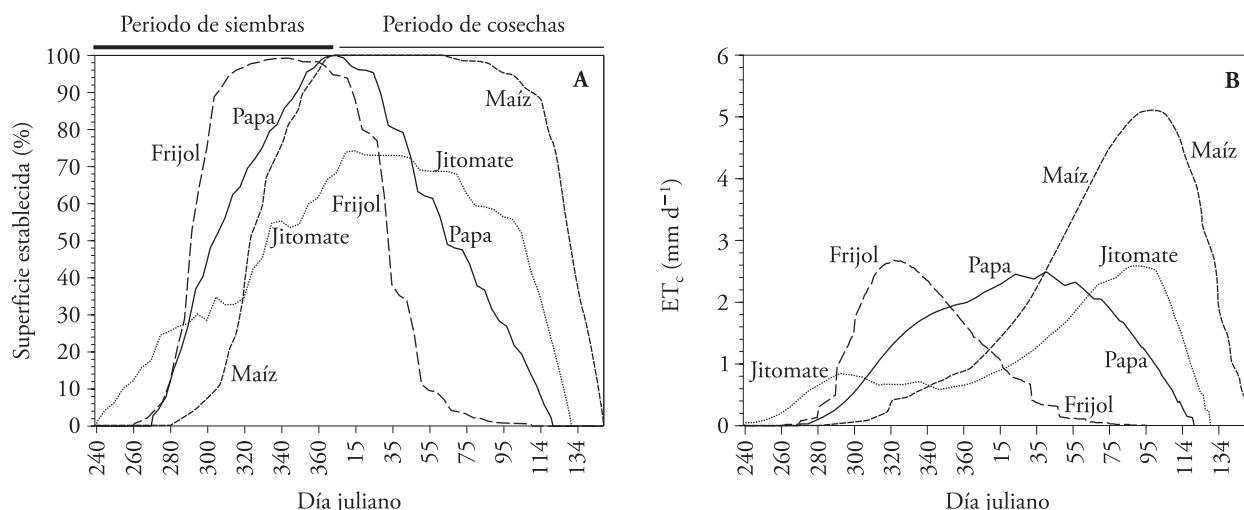 Periodo de siembras
Periodo de cosechas
A
Superficie establecida (%)
100
90
80
70
60
50
40
30
20
10
0
Frijol
Papa
Maíz
Jitomate
Frijol
Jitomate
Papa
Maíz
240 280 300 320 340 360 15 35 55 75 95 114 134
Día juliano
B
ETc (mm d−1)
6
5
4
3
2
1
0
Maíz
Maíz
Frijol
Papa
Jitomate
Jitomate
Papa
Frijol
240 260 280 300 320 340 360 15 35 55 75 95 114 134
Día juliano